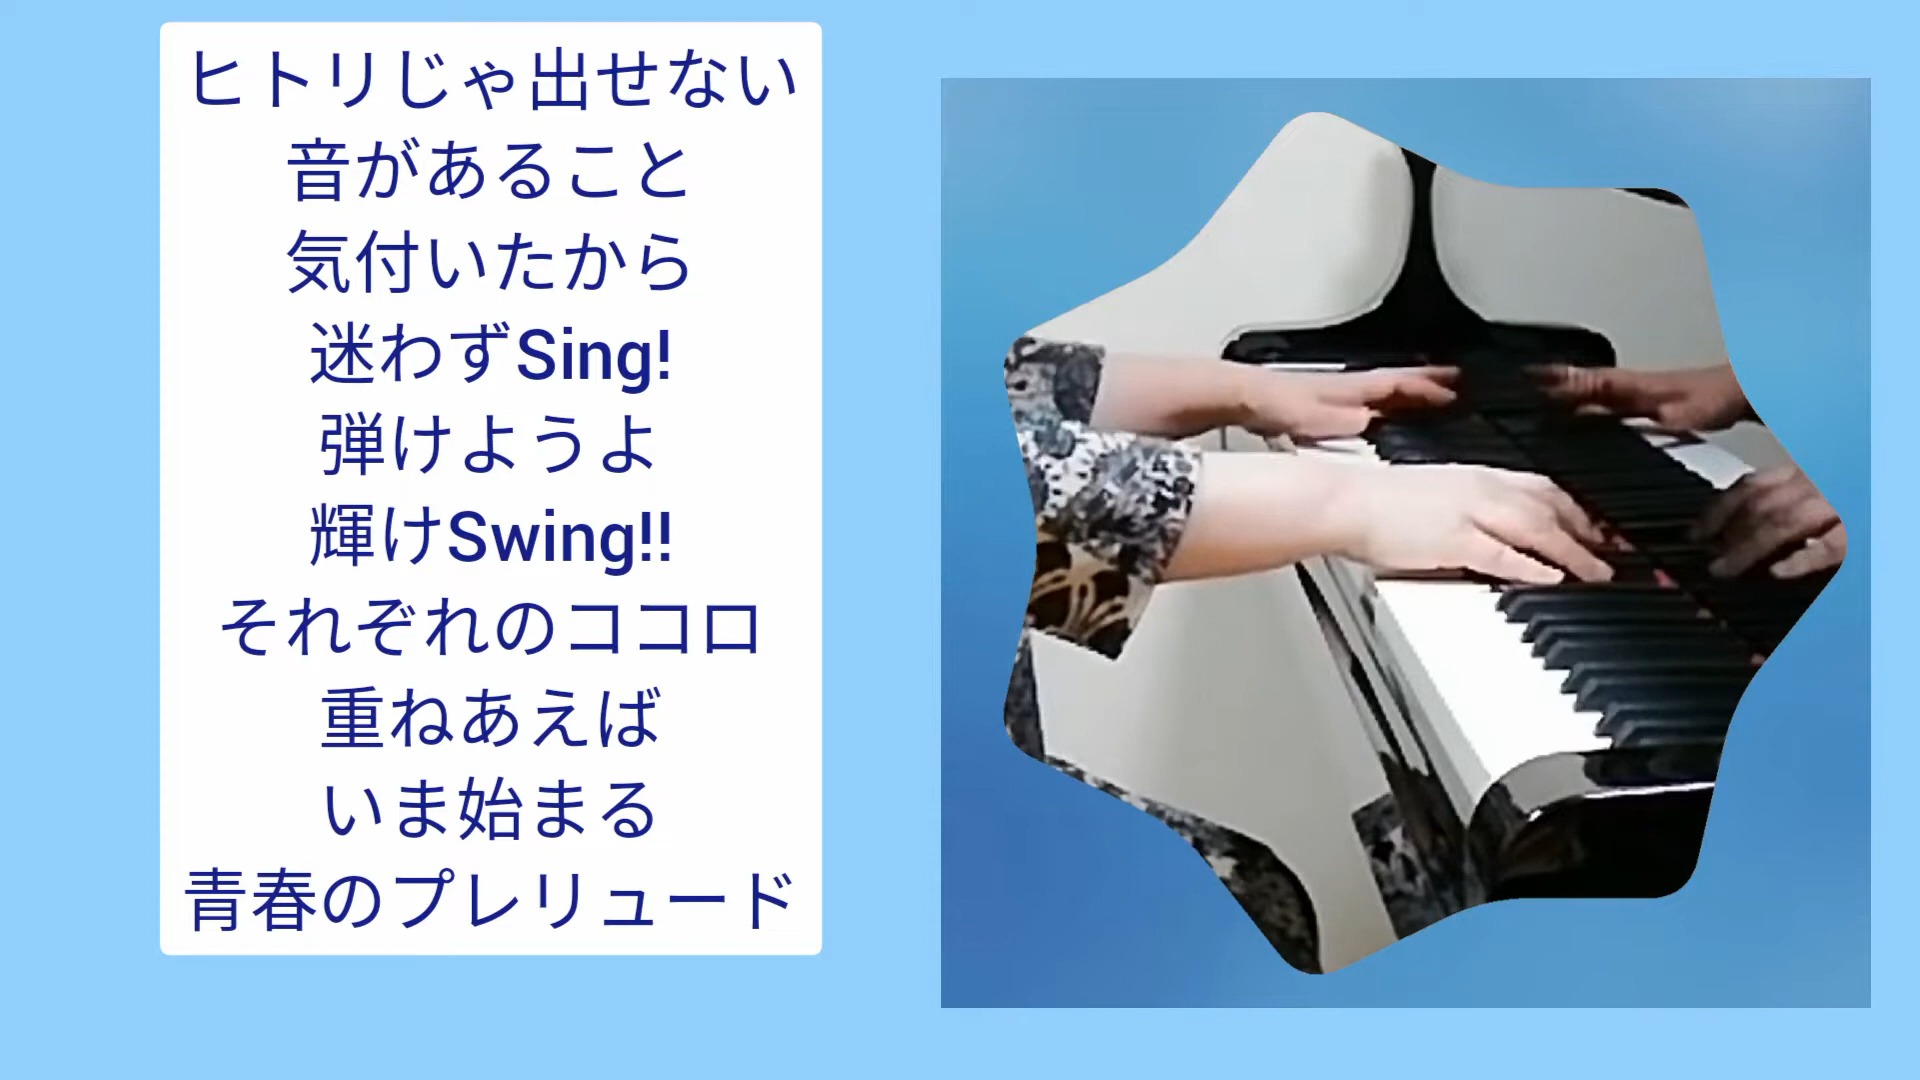 ヒトリじゃ出せない
音があること
気付いたから
迷わずSing!
弾けようよ
輝けSwing!!
それぞれのココロ
重ねあえば
いま始まる
青春のプレリュード